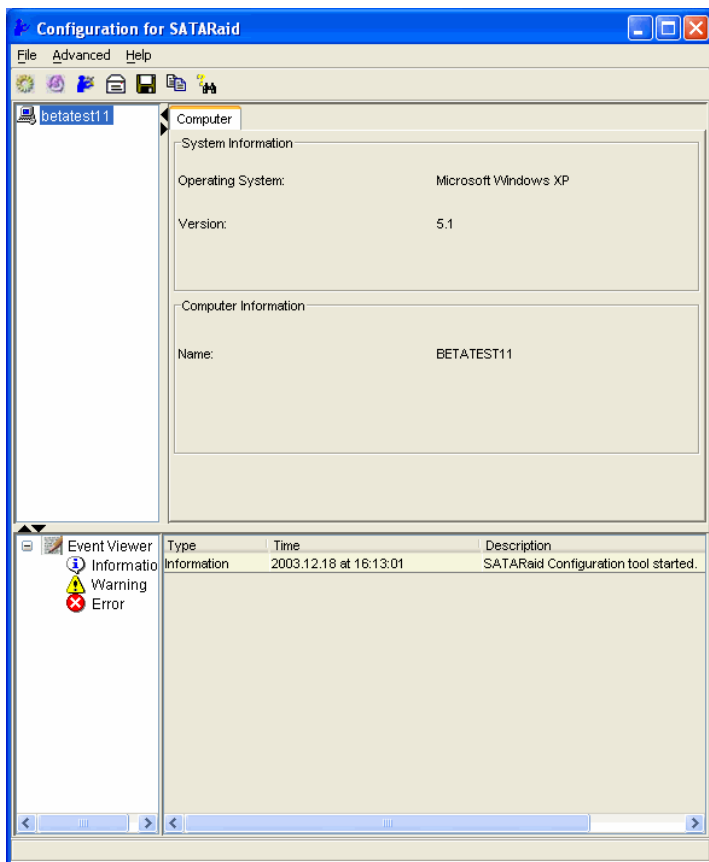 Configuration for SATARaid
File Advanced Help
betatest11
Computer
System Information
Operating System: Microsoft Windows XP
Version: 5.1
Computer Information
Name: BETATEST11
Event Viewer
Informatio
Warning
Error
Type Time Description
Information 2003.12.18 at 16:13:01 SATARaid Configuration tool started.